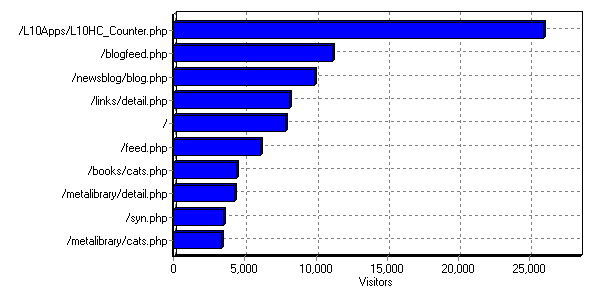 /L10Apps/L10HC_Counter.php
/blogfeed.php
/newsblog/blog.php
/links/detail.php
/
/feed.php
/books/cats.php
/metalibrary/detail.php
/syn.php
/metalibrary/cats.php
0 5,000 10,000 15,000 20,000 25,000
Visitors